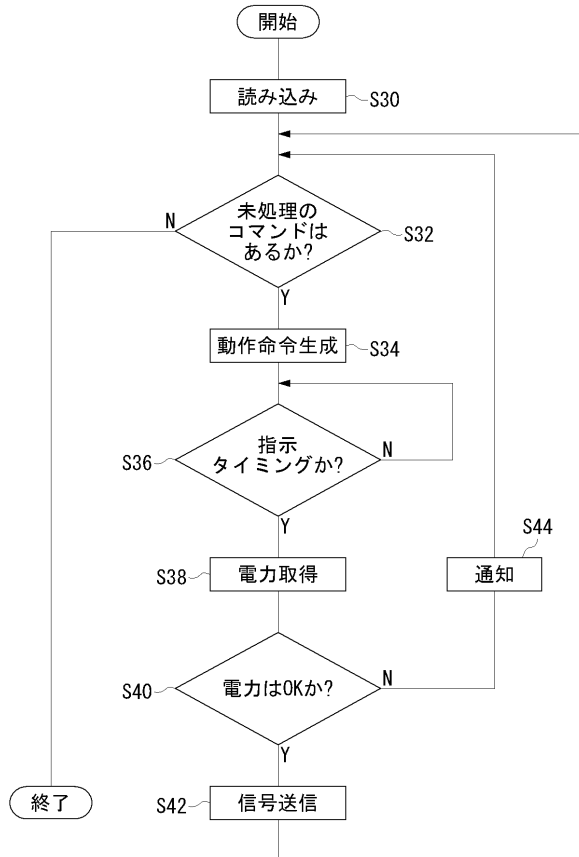 開始
読み込み
S30
N
未処理の
コマンドは
あるか?
S32
Y
動作命令生成
S34
指示
タイミングか?
N
S36
Y
S44
S38
電力取得
通知
S40
電力はOKか?
N
Y
終了
S42
信号送信